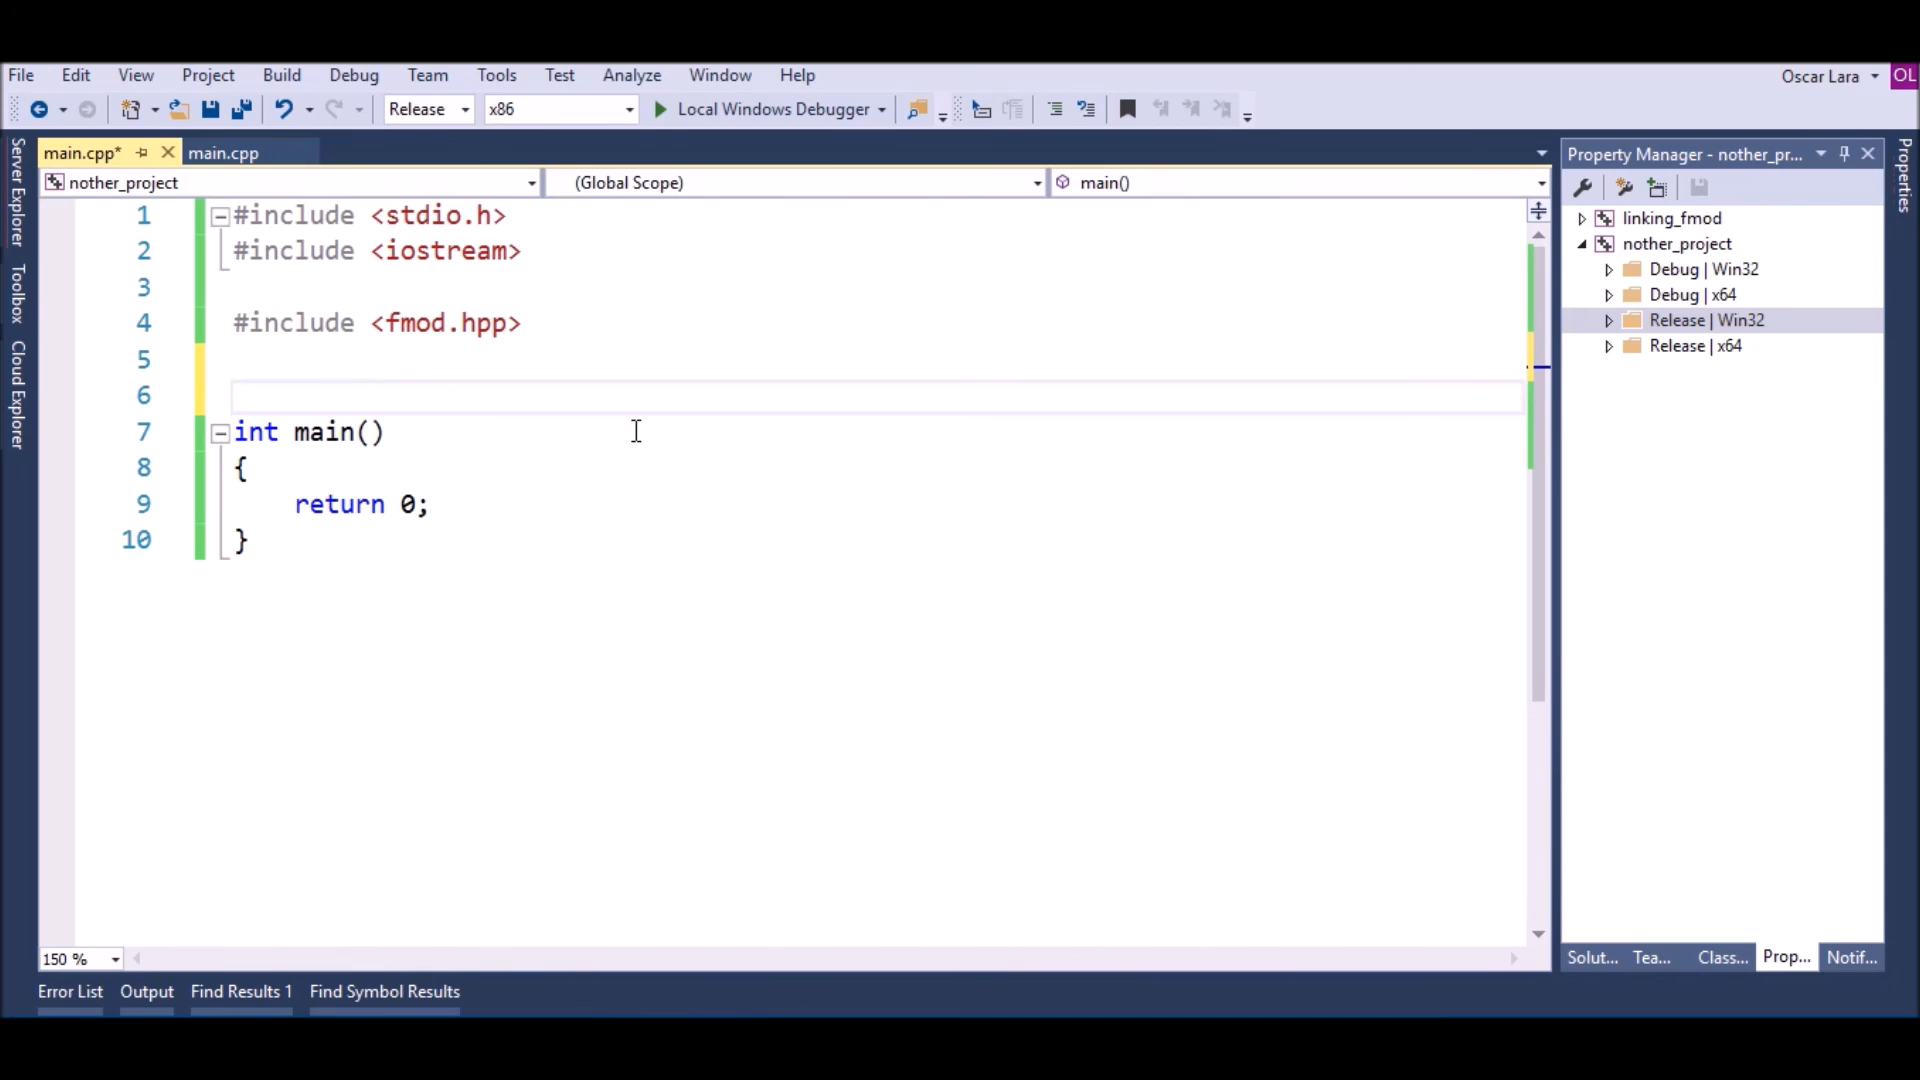 File Edit View Project Build Debug Team Tools Test Analyze Window Help Oscar Lara OL
Release x86 Local Windows Debugger
main.cpp* main.cpp
nother_project (Global Scope) main()
1 #include <stdio.h>
2 #include <iostream>
3
4 #include <fmod.hpp>
5
6
7 int main()
8 {
9 return 0;
10 }
150 %
Error List Output Find Results 1 Find Symbol Results
Server Explorer
Toolbox
Cloud Explorer
Property Manager - nother_pr...
linking_fmod
nother_project
Debug | Win32
Debug | x64
Release | Win32
Release | x64
Solut... Tea... Class... Prop... Notif...
Properties